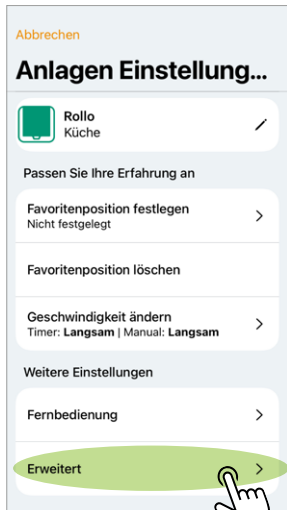 Abbrechen
Anlagen Einstellung...
Rollo
Küche
Passen Sie Ihre Erfahrung an
Favoritenposition festlegen
Nicht festgelegt
Favoritenposition löschen
Geschwindigkeit ändern
Timer: Langsam | Manual: Langsam
Weitere Einstellungen
Fernbedienung
Erweitert